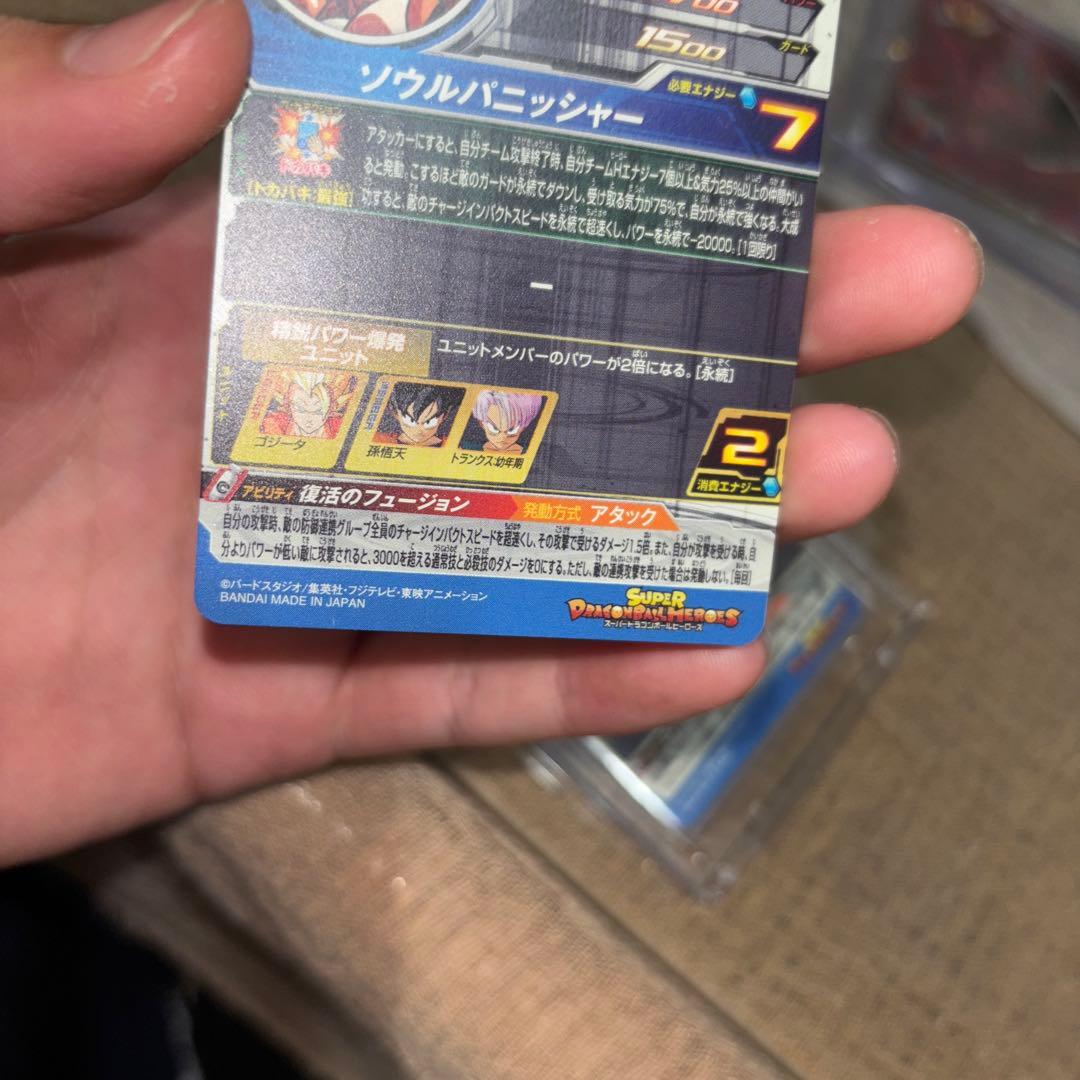 00
1500
ガード
ソウルパニッシャー
必要エナジー
7
アタッカーにすると、自分チーム攻撃終了時、自分チームHエナジー7個以上&気力25%以上の仲間がい
ると発動。こするほど敵のガードが永続でダウンし、受け取る気力が75%で、自分が永続で強くなる。大成
功すると、敵のチャージインパクトスピードを永続で超速くし、パワーを永続で-20000。[1回限り]
ドカバキ
[ドカバキ:最強]
-
精鋭パワー爆発
ユニット
ユニットメンバーのパワーが2倍になる。[永続]
ゴジータ
孫悟天
トランクス:幼年期
2
消費エナジー
アビリティ 復活のフュージョン
発動方式 アタック
自分の攻撃時、敵の防御連携グループ全員のチャージインパクトスピードを超速くし、その攻撃で受けるダメージ1.5倍。また、自分が攻撃を受ける時、自
分よりパワーが低い敵に攻撃されると、3000を超える通常技と必殺技のダメージを0にする。ただし、敵の連携攻撃を受けた場合は発動しない。[毎回]
©バードスタジオ/集英社・フジテレビ・東映アニメーション
BANDAI MADE IN JAPAN
SUPER
DRAGONBALL HEROES
スーパードラゴンボールヒーローズ